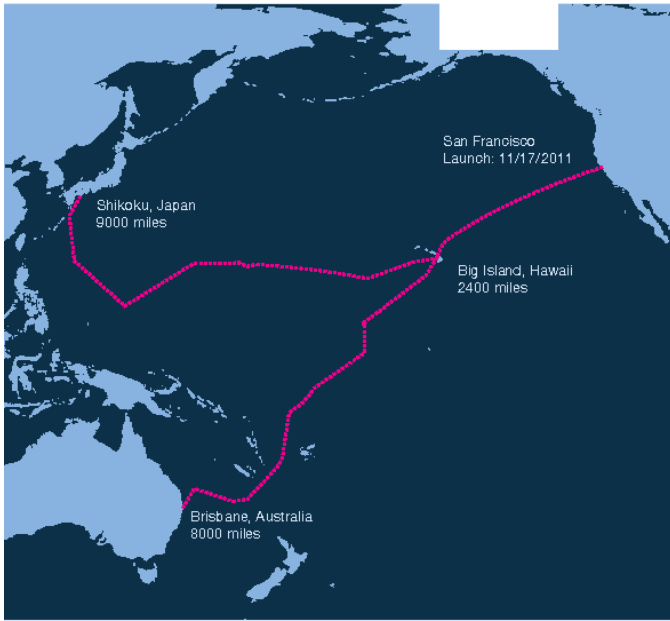 San Francisco
Launch: 11/17/2011
Shikoku, Japan
9000 miles
Big Island, Hawaii
2400 miles
Brisbane, Australia
8000 miles